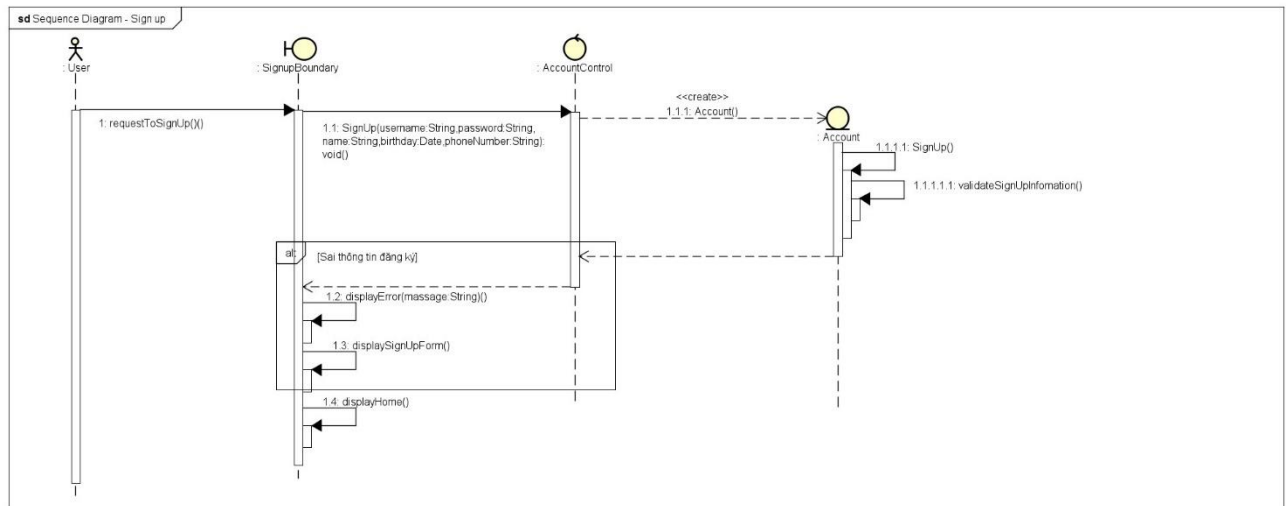 sd Sequence Diagram - Sign up
: User
: SignupBoundary
: AccountControl
<<create>>
1.1.1: Account()
: Account
1: requestToSignUp()()
1.1: SignUp(username:String,password:String,
name:String,birthday:Date,phoneNumber:String):
void()
1.1.1.1: SignUp()
1.1.1.1.1: validateSignUpInfomation()
alt
[Sai thông tin đăng ký]
1.2: displayError(massage:String)()
1.3: displaySignUpForm()
1.4: displayHome()